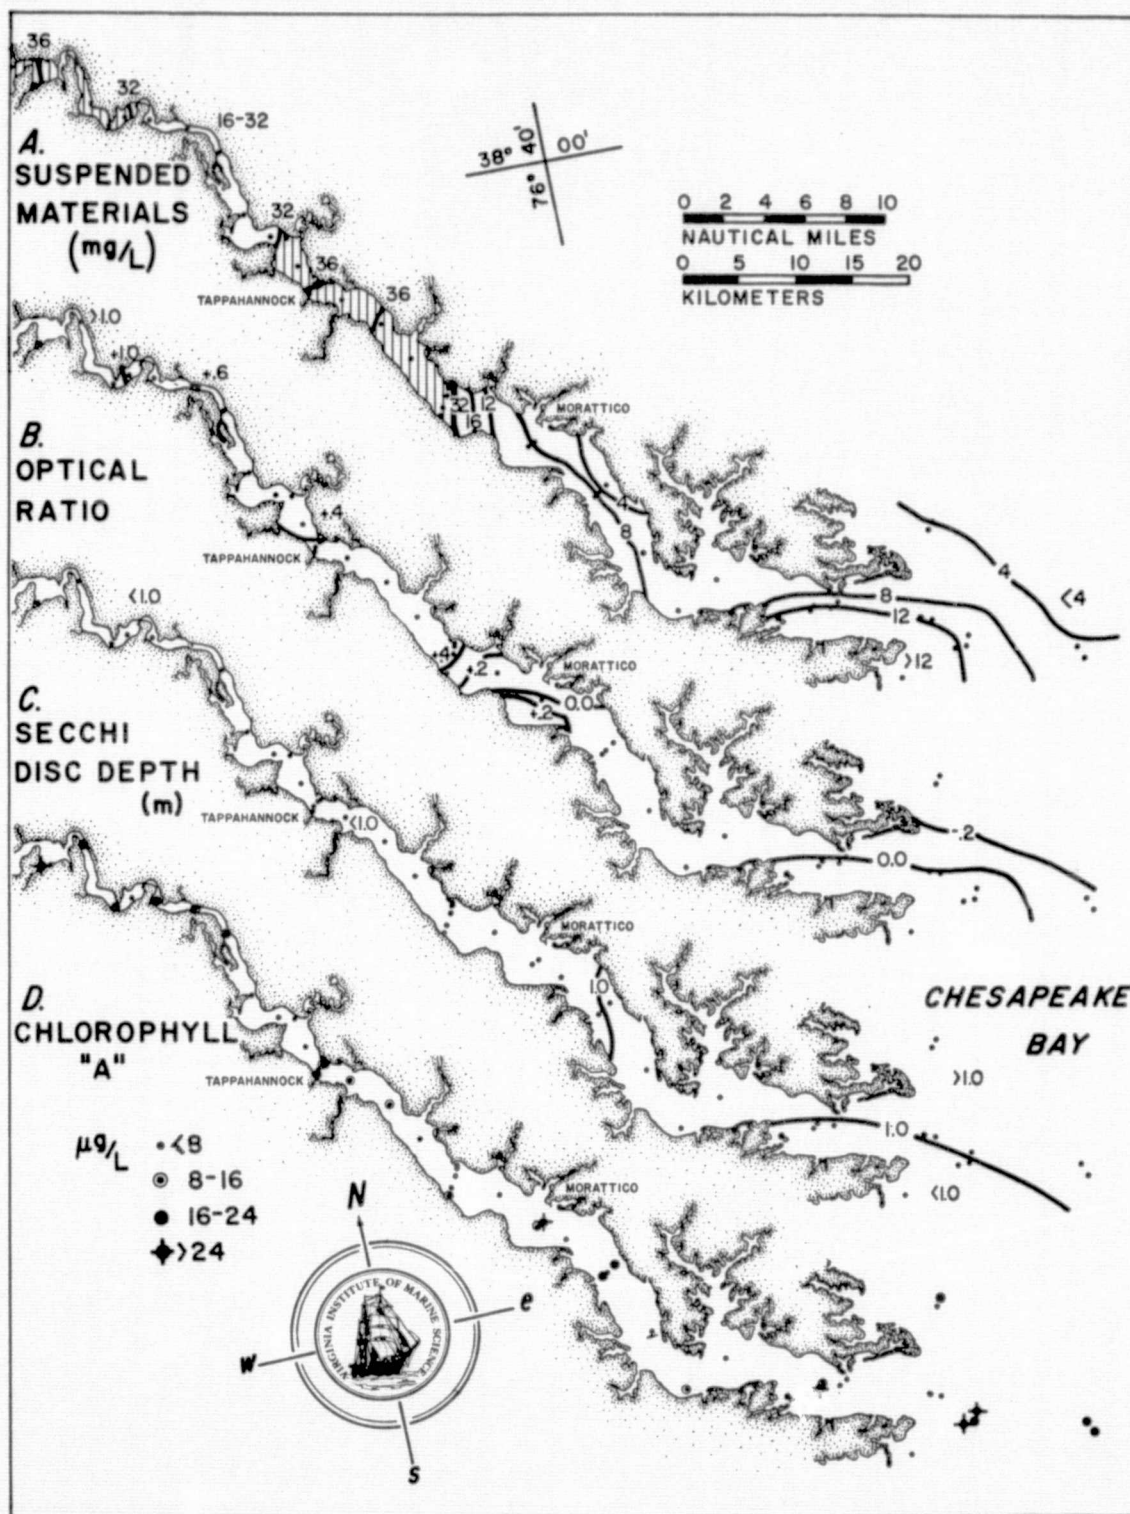 36
32
16-32
A.
SUSPENDED
MATERIALS
(mg/L)
32
36
36
TAPPAHANNOCK
32
12
16
MORATTICO
4
8
8
12
4
<4
>12
38° 40' 00'
76°
0 2 4 6 8 10
NAUTICAL MILES
0 5 10 15 20
KILOMETERS
>1.0
+1.0
+.6
B.
OPTICAL
RATIO
+.4
TAPPAHANNOCK
+.4
+.2
MORATTICO
0.0
+.2
-.2
0.0
<1.0
C.
SECCHI
DISC DEPTH
(m)
TAPPAHANNOCK
<1.0
MORATTICO
1.0
1.0
>1.0
<1.0
CHESAPEAKE
BAY
D.
CHLOROPHYLL
"A"
TAPPAHANNOCK
MORATTICO
µg/L
<8
8-16
16-24
>24
N
e
w
s
VIRGINIA INSTITUTE OF MARINE SCIENCE